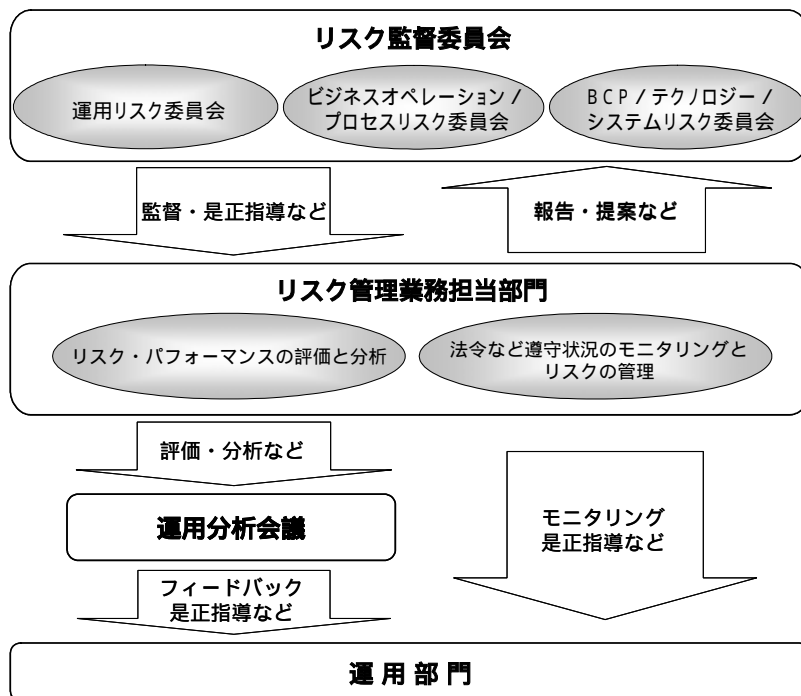 リスク監督委員会
運用リスク委員会
ビジネスオペレーション /
プロセスリスク委員会
BCP / テクノロジー /
システムリスク委員会
監督・是正指導など
報告・提案など
リスク管理業務担当部門
リスク・パフォーマンスの評価と分析
法令など遵守状況のモニタリングと
リスクの管理
評価・分析など
運用分析会議
モニタリング
是正指導など
フィードバック
是正指導など
運 用 部 門